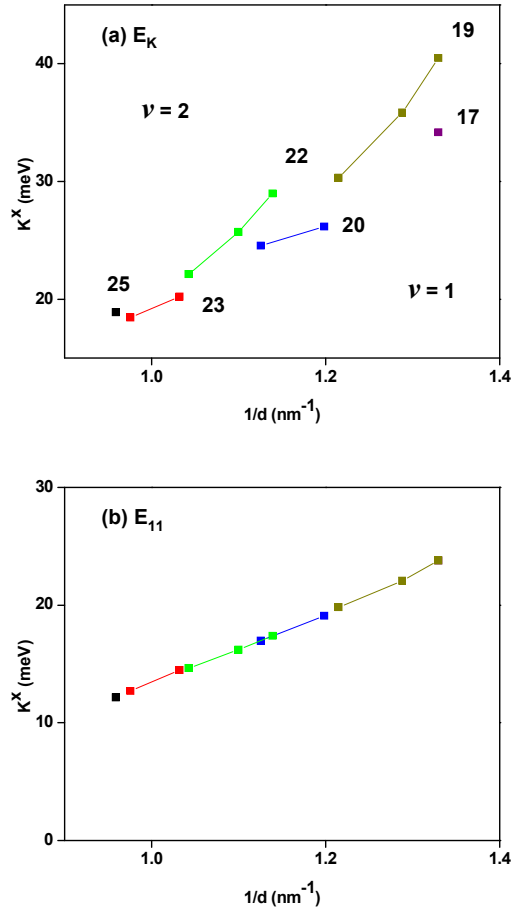 (a) E_K
19
40
17
ν = 2
22
30
K^X (meV)
20
25
ν = 1
23
20
1.0
1.2
1.4
1/d (nm⁻¹)
30
(b) E₁₁
20
K^X (meV)
10
0
1.0
1.2
1.4
1/d (nm⁻¹)